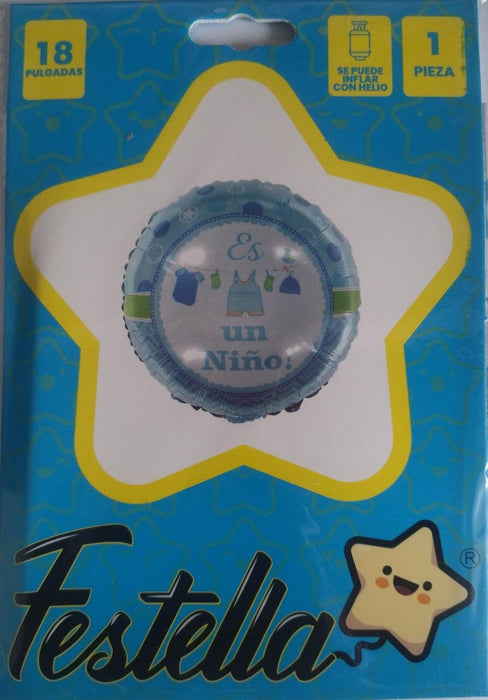 18
PULGADAS
SE PUEDE
INFLAR
CON HELIO
1
PIEZA
Es
un
Niño!
Festella
®